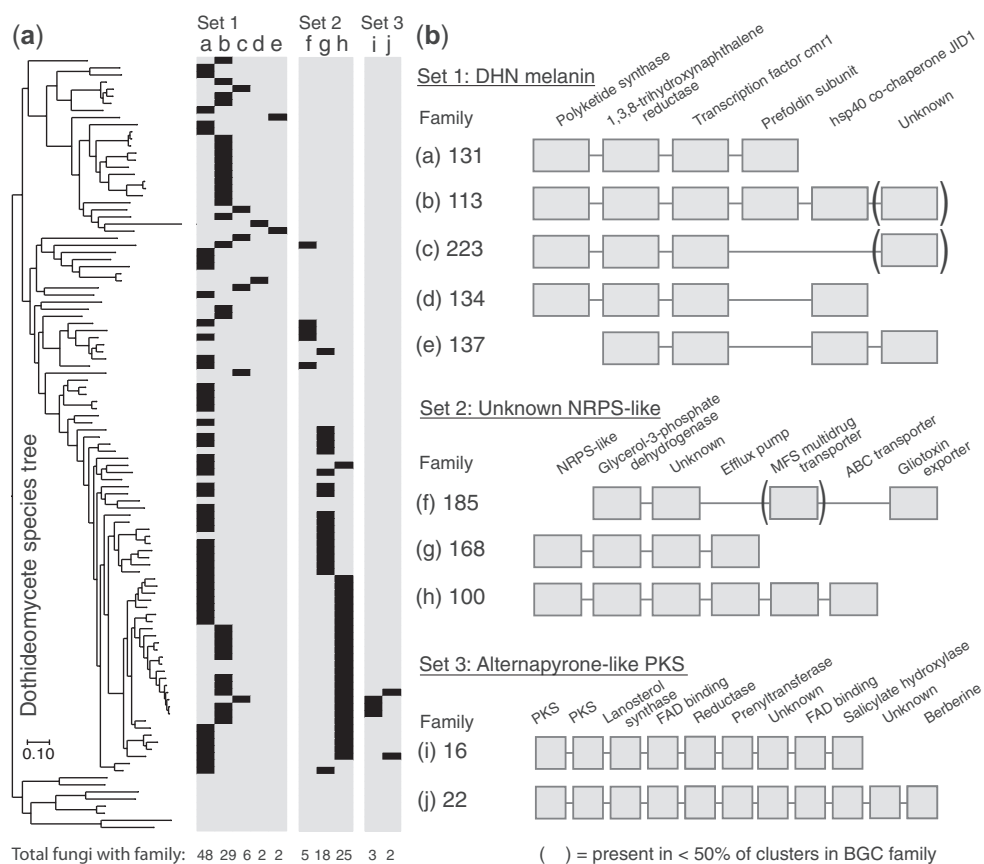 (a)
Set 1 Set 2 Set 3
a b c d e f g h i j
Dothideomycete species tree
0.10
Total fungi with family: 48 29 6 2 2 5 18 25 3 2
(b)
Set 1: DHN melanin
Family
Polyketide synthase
1,3,8-trihydroxynaphthalene
reductase
Transcription factor cmr1
Prefoldin subunit
hsp40 co-chaperone JID1
Unknown
(a) 131
(b) 113
(c) 223
(d) 134
(e) 137
Set 2: Unknown NRPS-like
Family
NRPS-like
Glycerol-3-phosphate
dehydrogenase
Unknown
Efflux pump
MFS multidrug
transporter
ABC transporter
Gliotoxin
exporter
(f) 185
(g) 168
(h) 100
Set 3: Alternapyrone-like PKS
Family
PKS
PKS
Lanosterol
synthase
FAD binding
Reductase
Prenyltransferase
Unknown
FAD binding
Salicylate hydroxylase
Unknown
Berberine
(i) 16
(j) 22
( ) = present in < 50% of clusters in BGC family